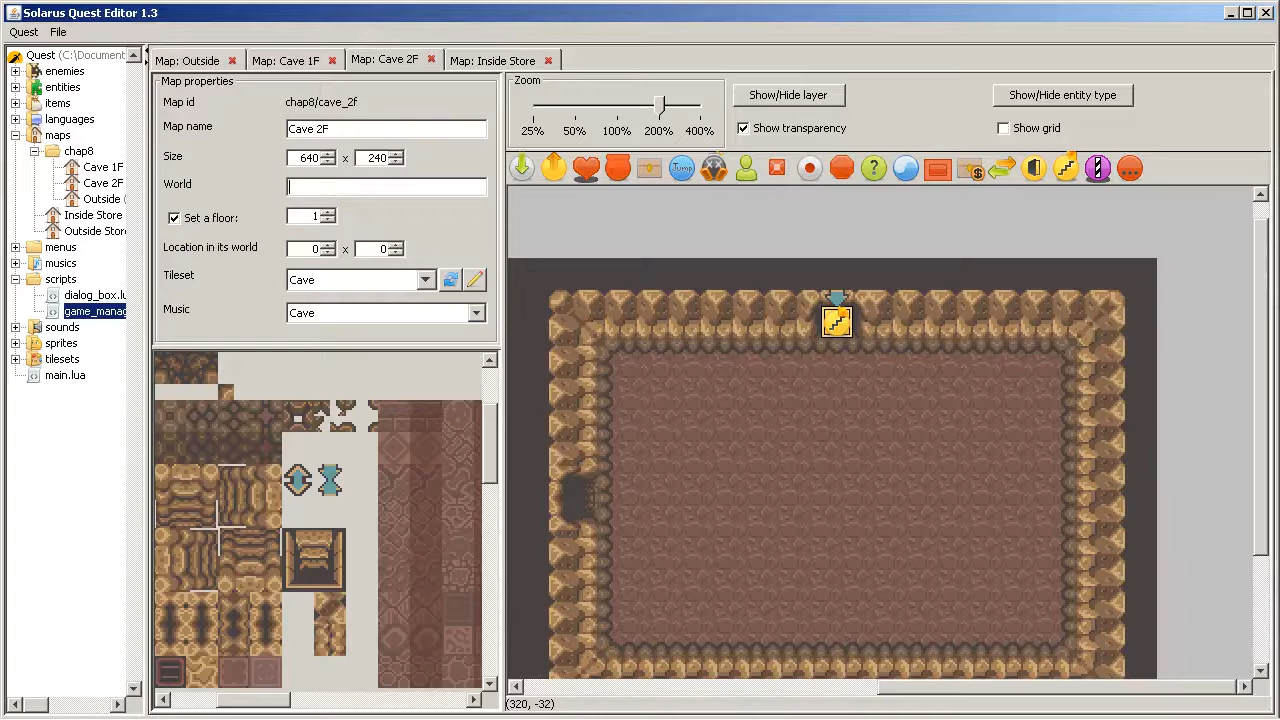 Solarus Quest Editor 1.3
Quest File
Quest (C:\Document
enemies
entities
items
languages
maps
chap8
Cave 1F
Cave 2F
Outside (
Inside Store
Outside Stor
menus
musics
scripts
dialog_box.lu
game_manag
sounds
sprites
tilesets
main.lua
Map: Outside
Map: Cave 1F
Map: Cave 2F
Map: Inside Store
Map properties
Map id chap8/cave_2f
Map name Cave 2F
Size 640 x 240
World
Set a floor: 1
Location in its world 0 x 0
Tileset Cave
Music Cave
Zoom
25% 50% 100% 200% 400%
Show/Hide layer
Show transparency
Show/Hide entity type
Show grid
Jump
?
$
(320, -32)